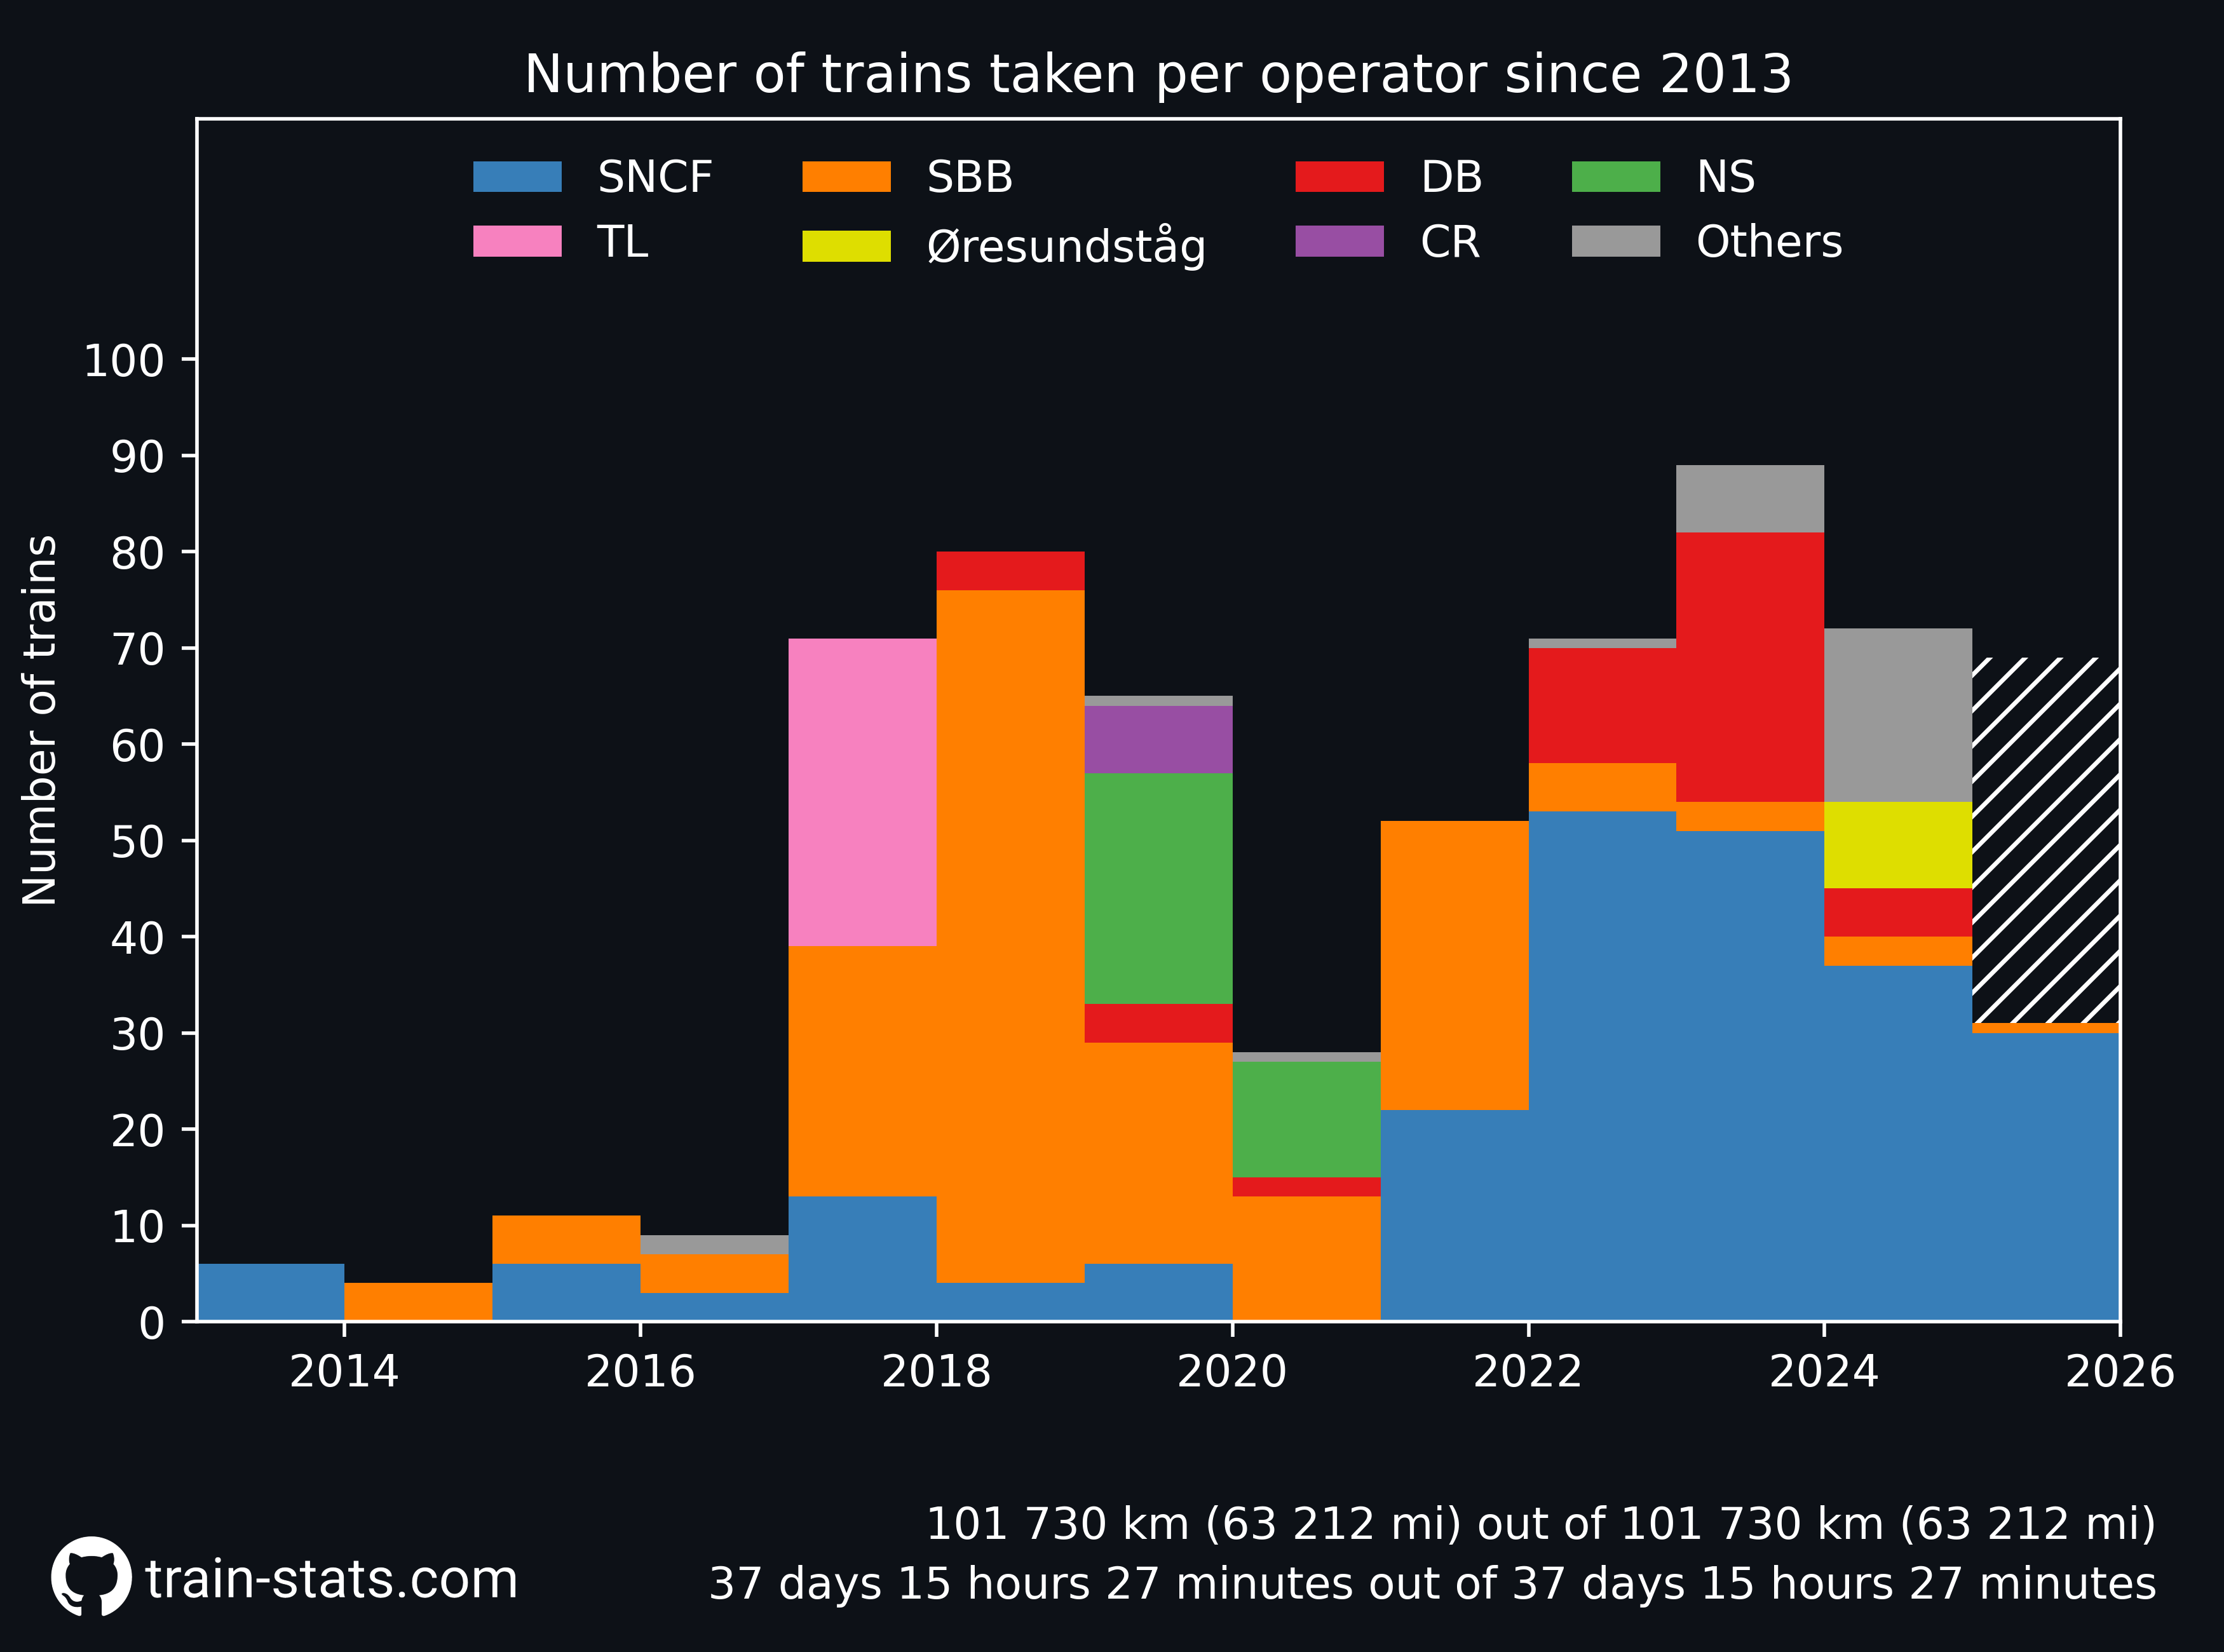 Number of trains taken per operator since 2013
SNCF SBB DB NS
TL Øresundståg CR Others
Number of trains
100
90
80
70
60
50
40
30
20
10
0
2014 2016 2018 2020 2022 2024 2026
101 730 km (63 212 mi) out of 101 730 km (63 212 mi)
train-stats.com
37 days 15 hours 27 minutes out of 37 days 15 hours 27 minutes